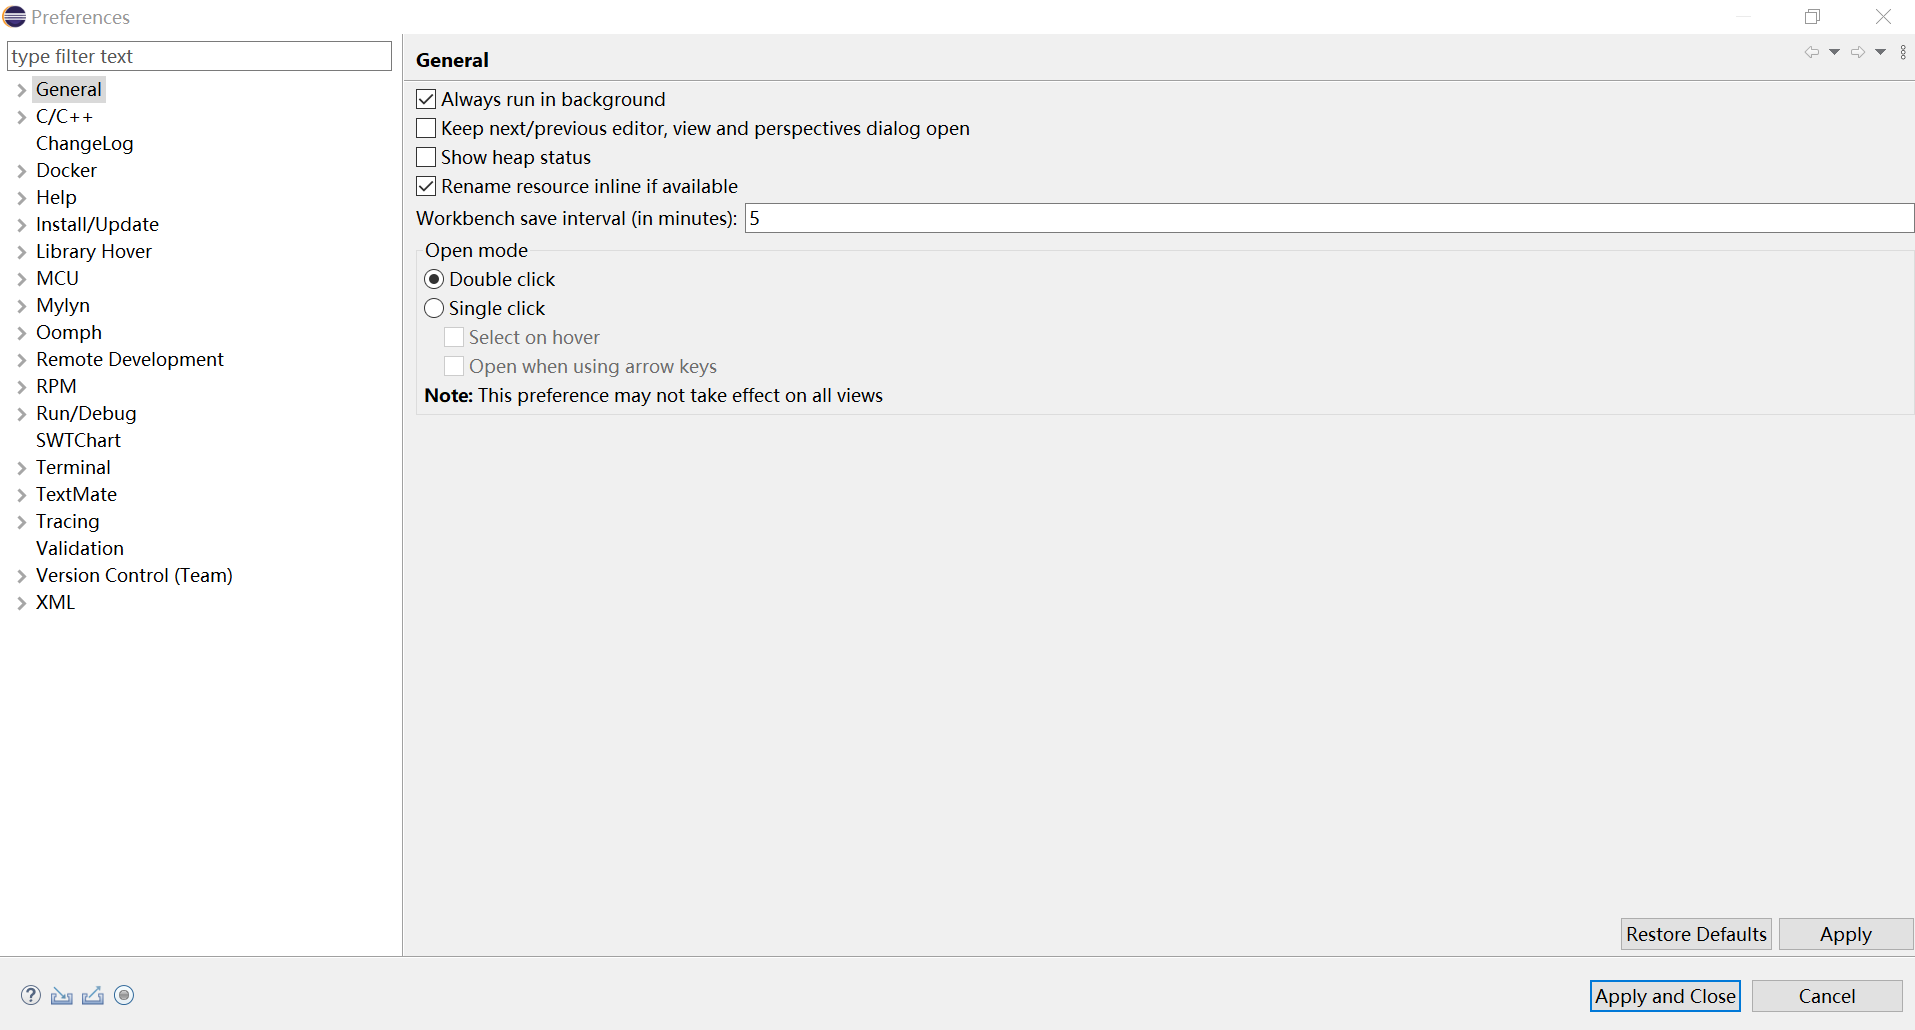 Preferences
type filter text
General
C/C++
ChangeLog
Docker
Help
Install/Update
Library Hover
MCU
Mylyn
Oomph
Remote Development
RPM
Run/Debug
SWTChart
Terminal
TextMate
Tracing
Validation
Version Control (Team)
XML
General
Always run in background
Keep next/previous editor, view and perspectives dialog open
Show heap status
Rename resource inline if available
Workbench save interval (in minutes): 5
Open mode
Double click
Single click
Select on hover
Open when using arrow keys
Note: This preference may not take effect on all views
Restore Defaults Apply
Apply and Close Cancel